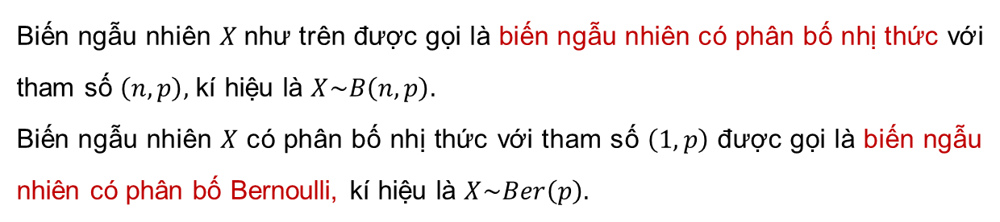 Biến ngẫu nhiên 𝑋 như trên được gọi là biến ngẫu nhiên có phân bố nhị thức với
tham số (𝑛, 𝑝), kí hiệu là 𝑋~𝐵(𝑛, 𝑝).
Biến ngẫu nhiên 𝑋 có phân bố nhị thức với tham số (1, 𝑝) được gọi là biến ngẫu
nhiên có phân bố Bernoulli, kí hiệu là 𝑋~𝐵𝑒𝑟(𝑝).